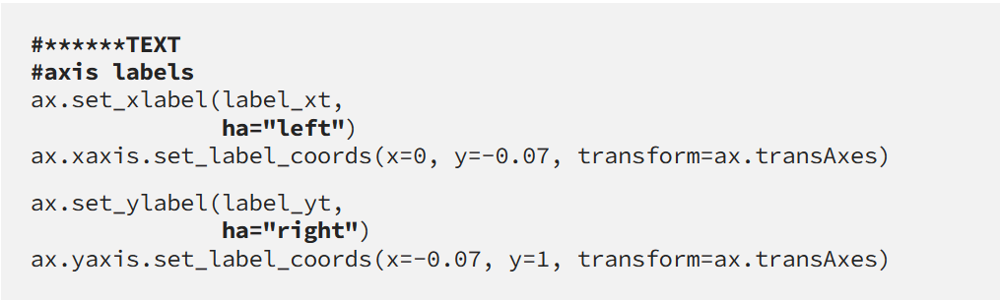 #******TEXT
#axis labels
ax.set_xlabel(label_xt,
ha="left")
ax.xaxis.set_label_coords(x=0, y=-0.07, transform=ax.transAxes)
ax.set_ylabel(label_yt,
ha="right")
ax.yaxis.set_label_coords(x=-0.07, y=1, transform=ax.transAxes)